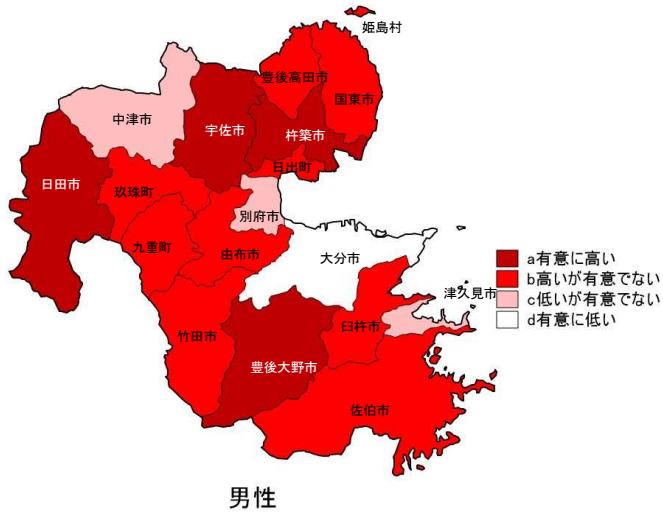 姫島村
豊後高田市
国東市
中津市
宇佐市
杵築市
日出町
日田市
玖珠町
別府市
九重町
由布市
大分市
a有意に高い
b高いが有意でない
c低いが有意でない
d有意に低い
津久見市
竹田市
臼杵市
豊後大野市
佐伯市
男性